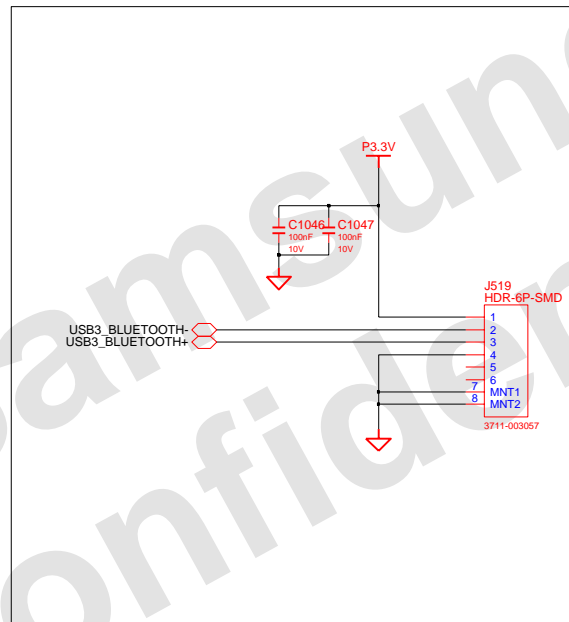 P3.3V
C1046
100nF
10V
C1047
100nF
10V
J519
HDR-6P-SMD
USB3_BLUETOOTH-
USB3_BLUETOOTH+
1
2
3
4
5
6
7 MNT1
8 MNT2
3711-003057
Samsung
Confiden